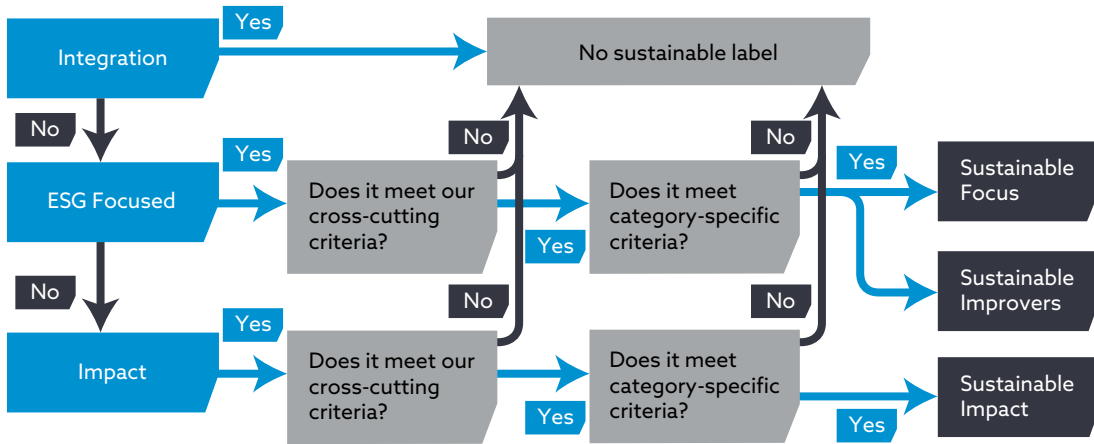 Yes
Integration
No sustainable label
No
Yes
No
No
Yes
ESG Focused
Does it meet our
cross-cutting
criteria?
Yes
Does it meet
category-specific
criteria?
Sustainable
Focus
No
Yes
No
No
Sustainable
Improvers
Impact
Does it meet our
cross-cutting
criteria?
Yes
Does it meet
category-specific
criteria?
Yes
Sustainable
Impact